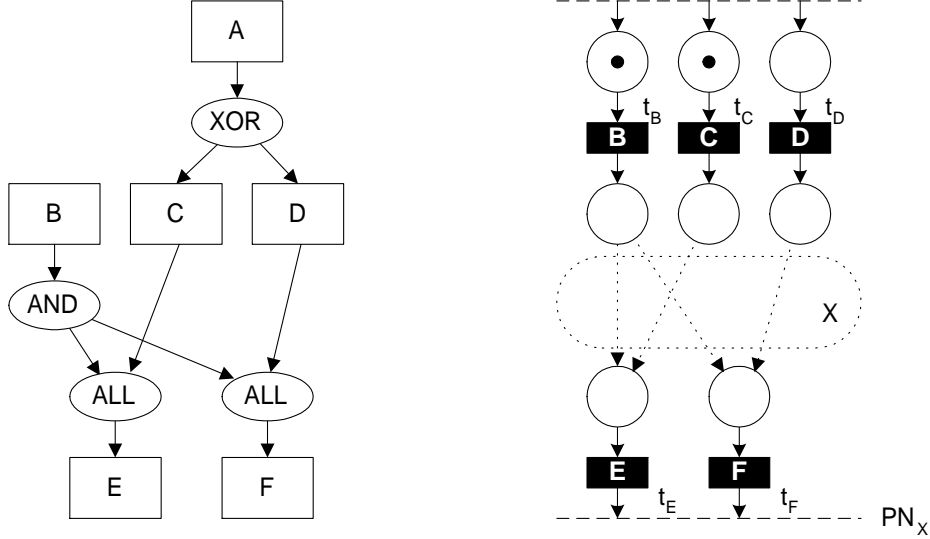 A
XOR
B
C
D
AND
ALL
ALL
E
F
t_B
t_C
t_D
B
C
D
X
E
F
t_E
t_F
PN_X